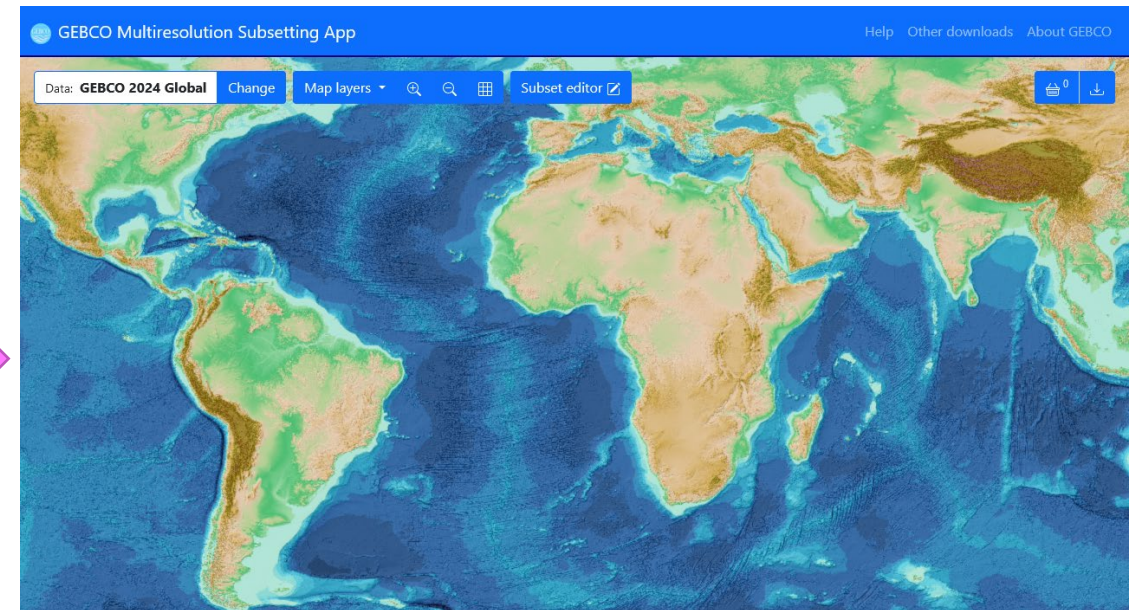 GEBCO Multiresolution Subsetting App
Help Other downloads About GEBCO
Data: GEBCO 2024 Global Change Map layers Subset editor 0